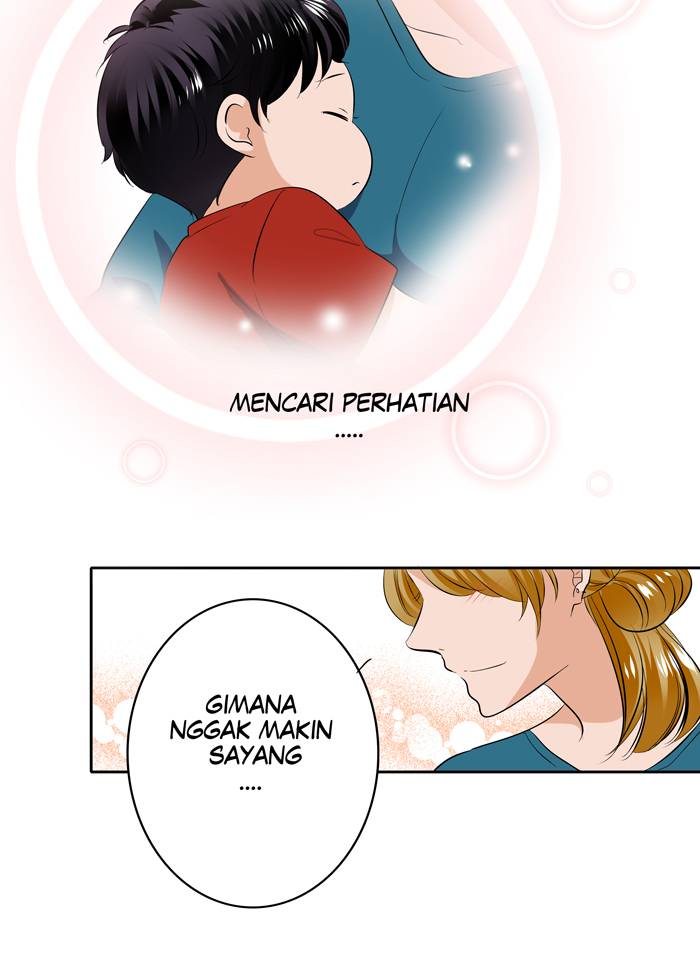 MENCARI PERHATIAN
.....
GIMANA
NGGAK MAKIN
SAYANG
....